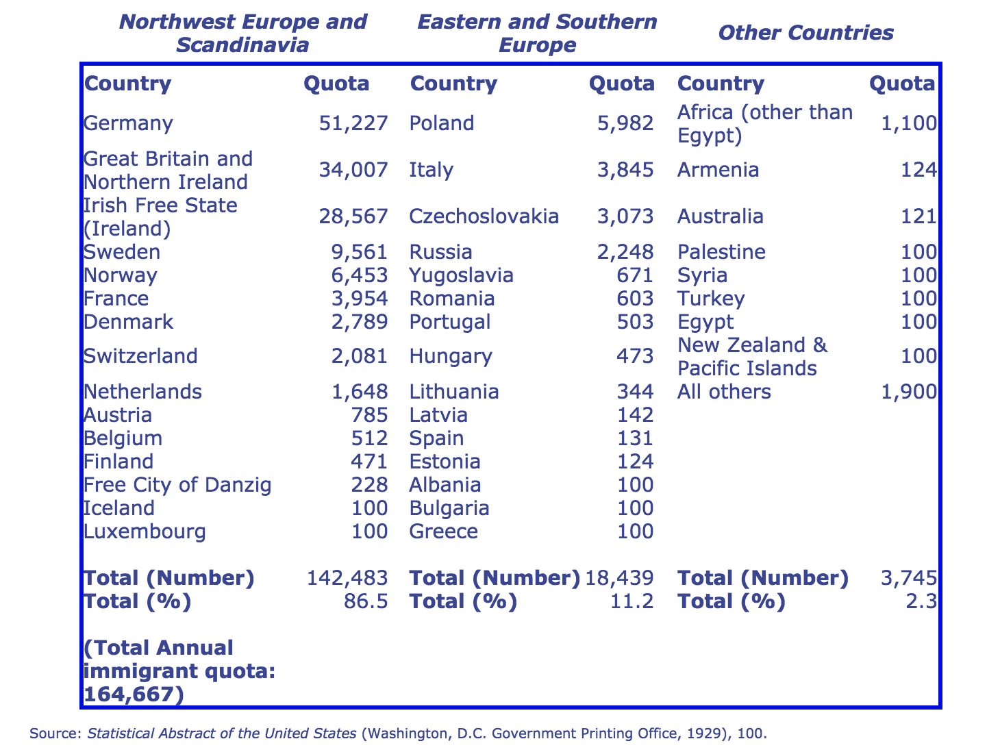 Northwest Europe and
Scandinavia
Eastern and Southern
Europe
Other Countries
Country Quota Country Quota Country Quota
Germany 51,227 Poland 5,982 Africa (other than
Egypt) 1,100
Great Britain and
Northern Ireland 34,007 Italy 3,845 Armenia 124
Irish Free State
(Ireland) 28,567 Czechoslovakia 3,073 Australia 121
Sweden 9,561 Russia 2,248 Palestine 100
Norway 6,453 Yugoslavia 671 Syria 100
France 3,954 Romania 603 Turkey 100
Denmark 2,789 Portugal 503 Egypt 100
Switzerland 2,081 Hungary 473 New Zealand &
Pacific Islands 100
Netherlands 1,648 Lithuania 344 All others 1,900
Austria 785 Latvia 142
Belgium 512 Spain 131
Finland 471 Estonia 124
Free City of Danzig 228 Albania 100
Iceland 100 Bulgaria 100
Luxembourg 100 Greece 100
Total (Number) 142,483 Total (Number) 18,439 Total (Number) 3,745
Total (%) 86.5 Total (%) 11.2 Total (%) 2.3
(Total Annual
immigrant quota:
164,667)
Source: Statistical Abstract of the United States (Washington, D.C. Government Printing Office, 1929), 100.